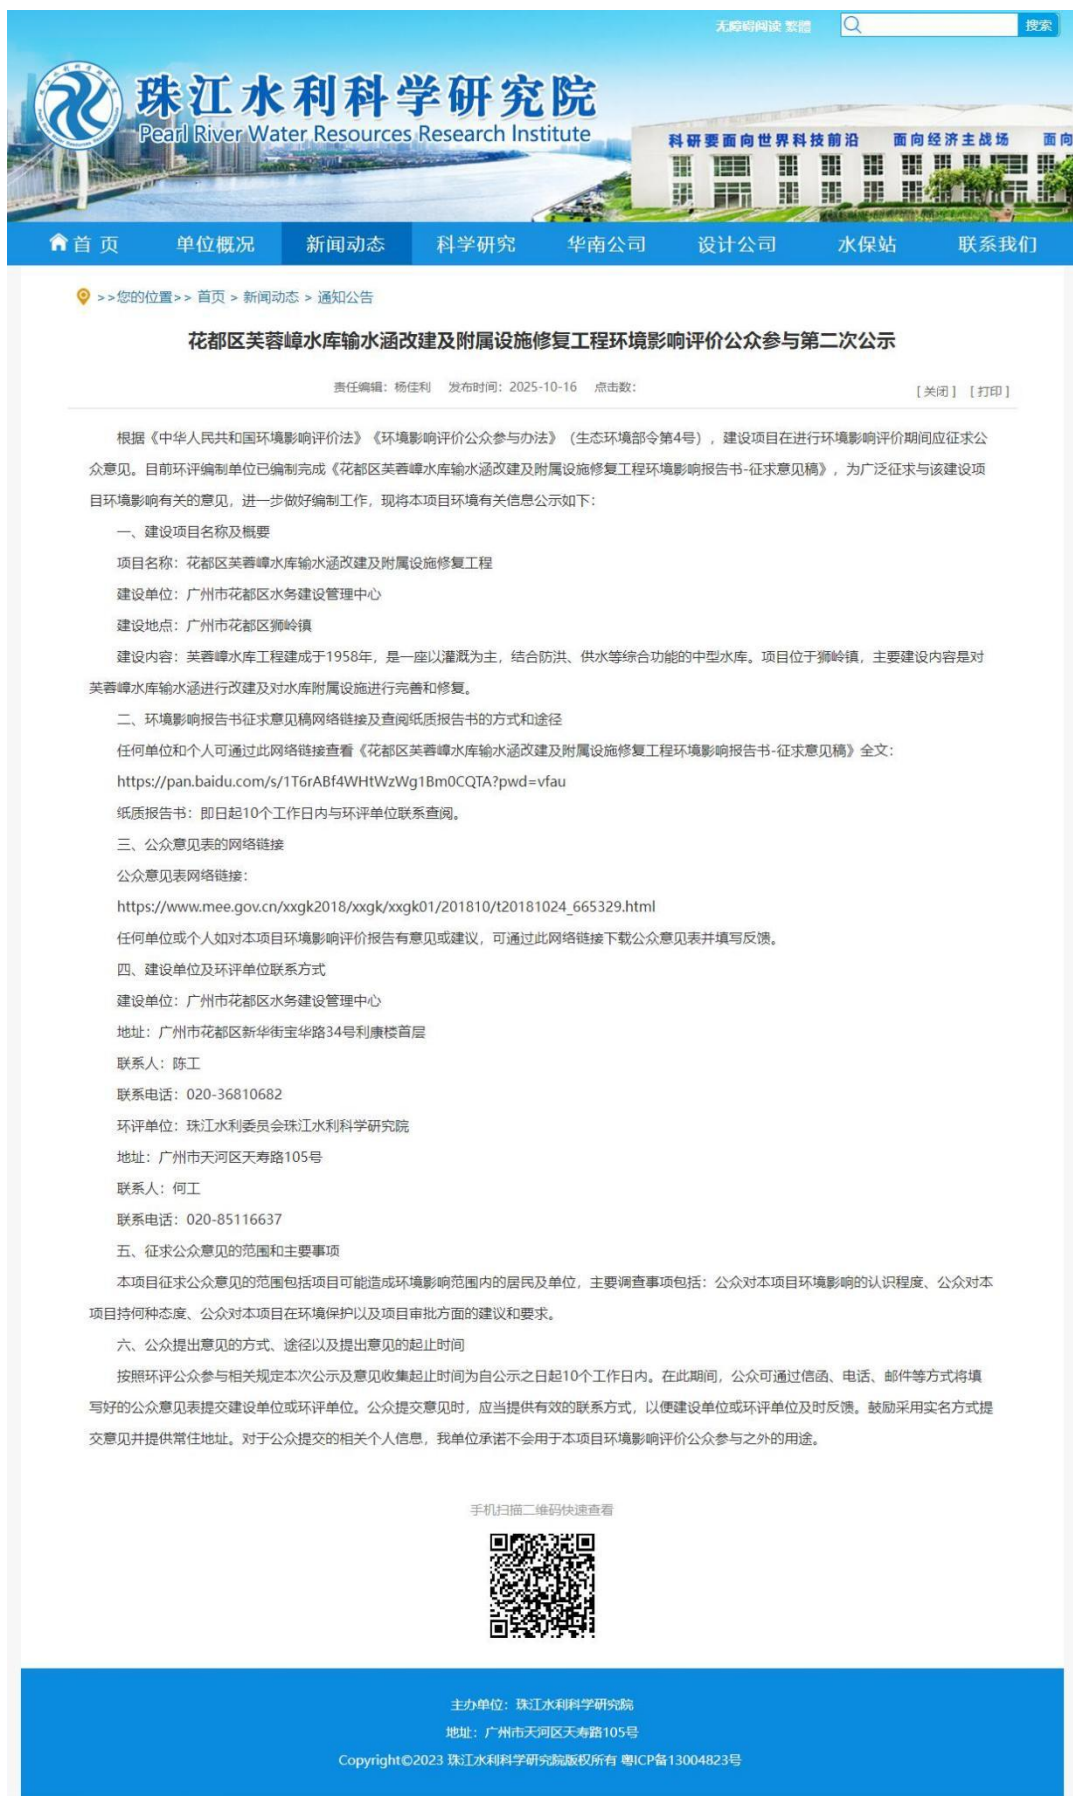 无障碍阅读 繁體
搜索
珠江水利科学研究院
Pearl River Water Resources Research Institute
科研要面向世界科技前沿 面向经济主战场 面向
首 页 单位概况 新闻动态 科学研究 华南公司 设计公司 水保站 联系我们
>>您的位置>> 首页 > 新闻动态 > 通知公告
花都区芙蓉嶂水库输水涵改建及附属设施修复工程环境影响评价公众参与第二次公示
责任编辑：杨佳利 发布时间：2025-10-16 点击数：
[ 关闭 ] [ 打印 ]
根据《中华人民共和国环境影响评价法》《环境影响评价公众参与办法》（生态环境部令第4号），建设项目在进行环境影响评价期间应征求公
众意见。目前环评编制单位已编制完成《花都区芙蓉嶂水库输水涵改建及附属设施修复工程环境影响报告书-征求意见稿》，为广泛征求与该建设项
目环境影响有关的意见，进一步做好编制工作，现将本项目环境有关信息公示如下：
一、建设项目名称及概要
项目名称：花都区芙蓉嶂水库输水涵改建及附属设施修复工程
建设单位：广州市花都区水务建设管理中心
建设地点：广州市花都区狮岭镇
建设内容：芙蓉嶂水库工程建成于1958年，是一座以灌溉为主，结合防洪、供水等综合功能的中型水库。项目位于狮岭镇，主要建设内容是对
芙蓉嶂水库输水涵进行改建及对水库附属设施进行完善和修复。
二、环境影响报告书征求意见稿网络链接及查阅纸质报告书的方式和途径
任何单位和个人可通过此网络链接查看《花都区芙蓉嶂水库输水涵改建及附属设施修复工程环境影响报告书-征求意见稿》全文：
https://pan.baidu.com/s/1T6rABf4WHtWzWg1Bm0CQTA?pwd=vfau
纸质报告书：即日起10个工作日内与环评单位联系查阅。
三、公众意见表的网络链接
公众意见表网络链接：
https://www.mee.gov.cn/xxgk2018/xxgk/xxgk01/201810/t20181024_665329.html
任何单位或个人如对本项目环境影响评价报告有意见或建议，可通过此网络链接下载公众意见表并填写反馈。
四、建设单位及环评单位联系方式
建设单位：广州市花都区水务建设管理中心
地址：广州市花都区新华街宝华路34号利康楼首层
联系人：陈工
联系电话：020-36810682
环评单位：珠江水利委员会珠江水利科学研究院
地址：广州市天河区天寿路105号
联系人：何工
联系电话：020-85116637
五、征求公众意见的范围和主要事项
本项目征求公众意见的范围包括项目可能造成环境影响范围内的居民及单位，主要调查事项包括：公众对本项目环境影响的认识程度、公众对本
项目持何种态度、公众对本项目在环境保护以及项目审批方面的建议和要求。
六、公众提出意见的方式、途径以及提出意见的起止时间
按照环评公众参与相关规定本次公示及意见收集起止时间为自公示之日起10个工作日内。在此期间，公众可通过信函、电话、邮件等方式将填
写好的公众意见表提交建设单位或环评单位。公众提交意见时，应当提供有效的联系方式，以便建设单位或环评单位及时反馈。鼓励采用实名方式提
交意见并提供常住地址。对于公众提交的相关个人信息，我单位承诺不会用于本项目环境影响评价公众参与之外的用途。
手机扫描二维码快速查看
主办单位：珠江水利科学研究院
地址：广州市天河区天寿路105号
Copyright©2023 珠江水利科学研究院版权所有 粤ICP备13004823号